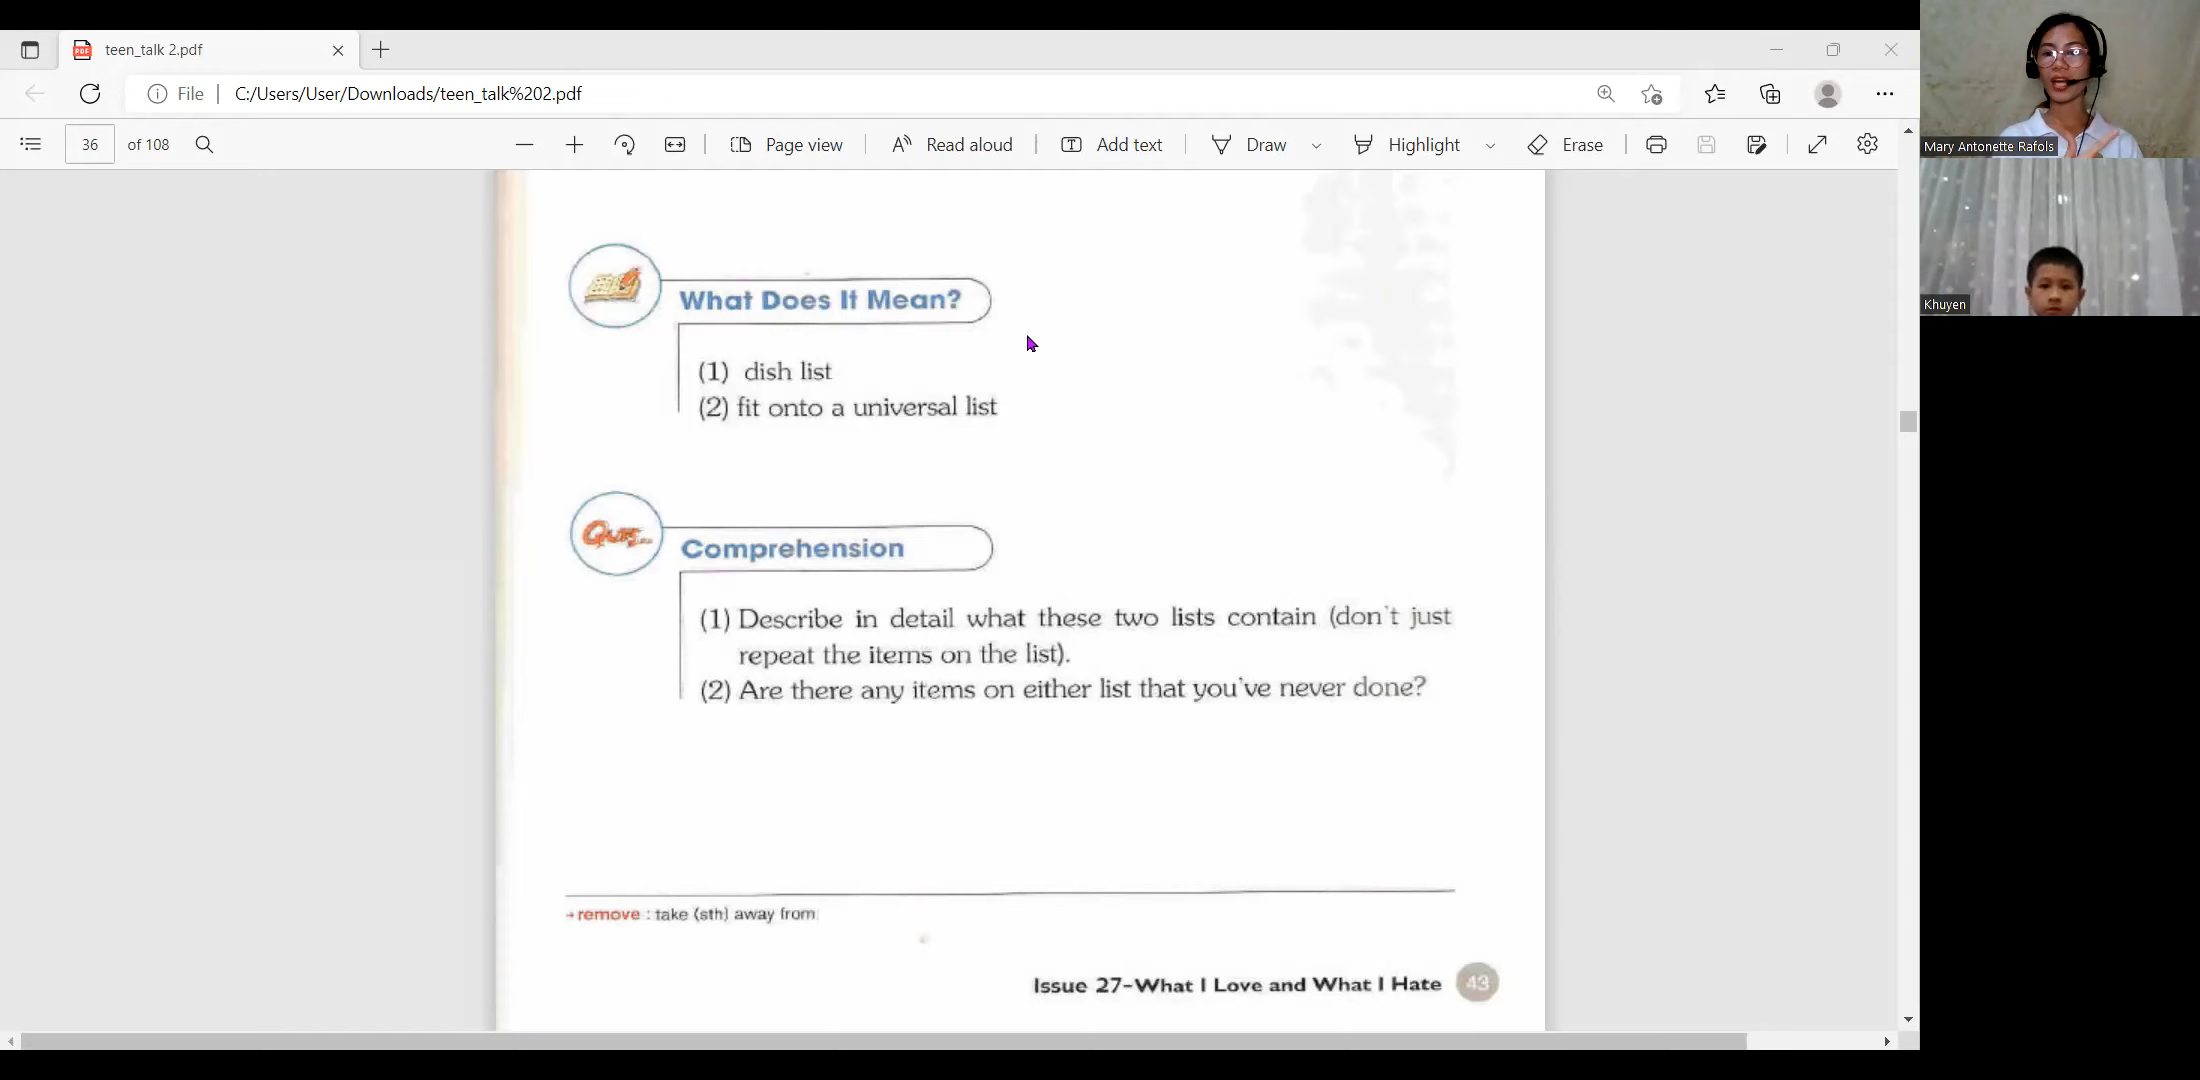 teen_talk 2.pdf
File C:/Users/User/Downloads/teen_talk%202.pdf
36 of 108 Page view Read aloud Add text Draw Highlight Erase
Mary Antonette Rafols
Khuyen
What Does It Mean?
(1) dish list
(2) fit onto a universal list
Quiz...
Comprehension
(1) Describe in detail what these two lists contain (don't just
repeat the items on the list).
(2) Are there any items on either list that you've never done?
→remove : take (sth) away from
Issue 27-What I Love and What I Hate 43